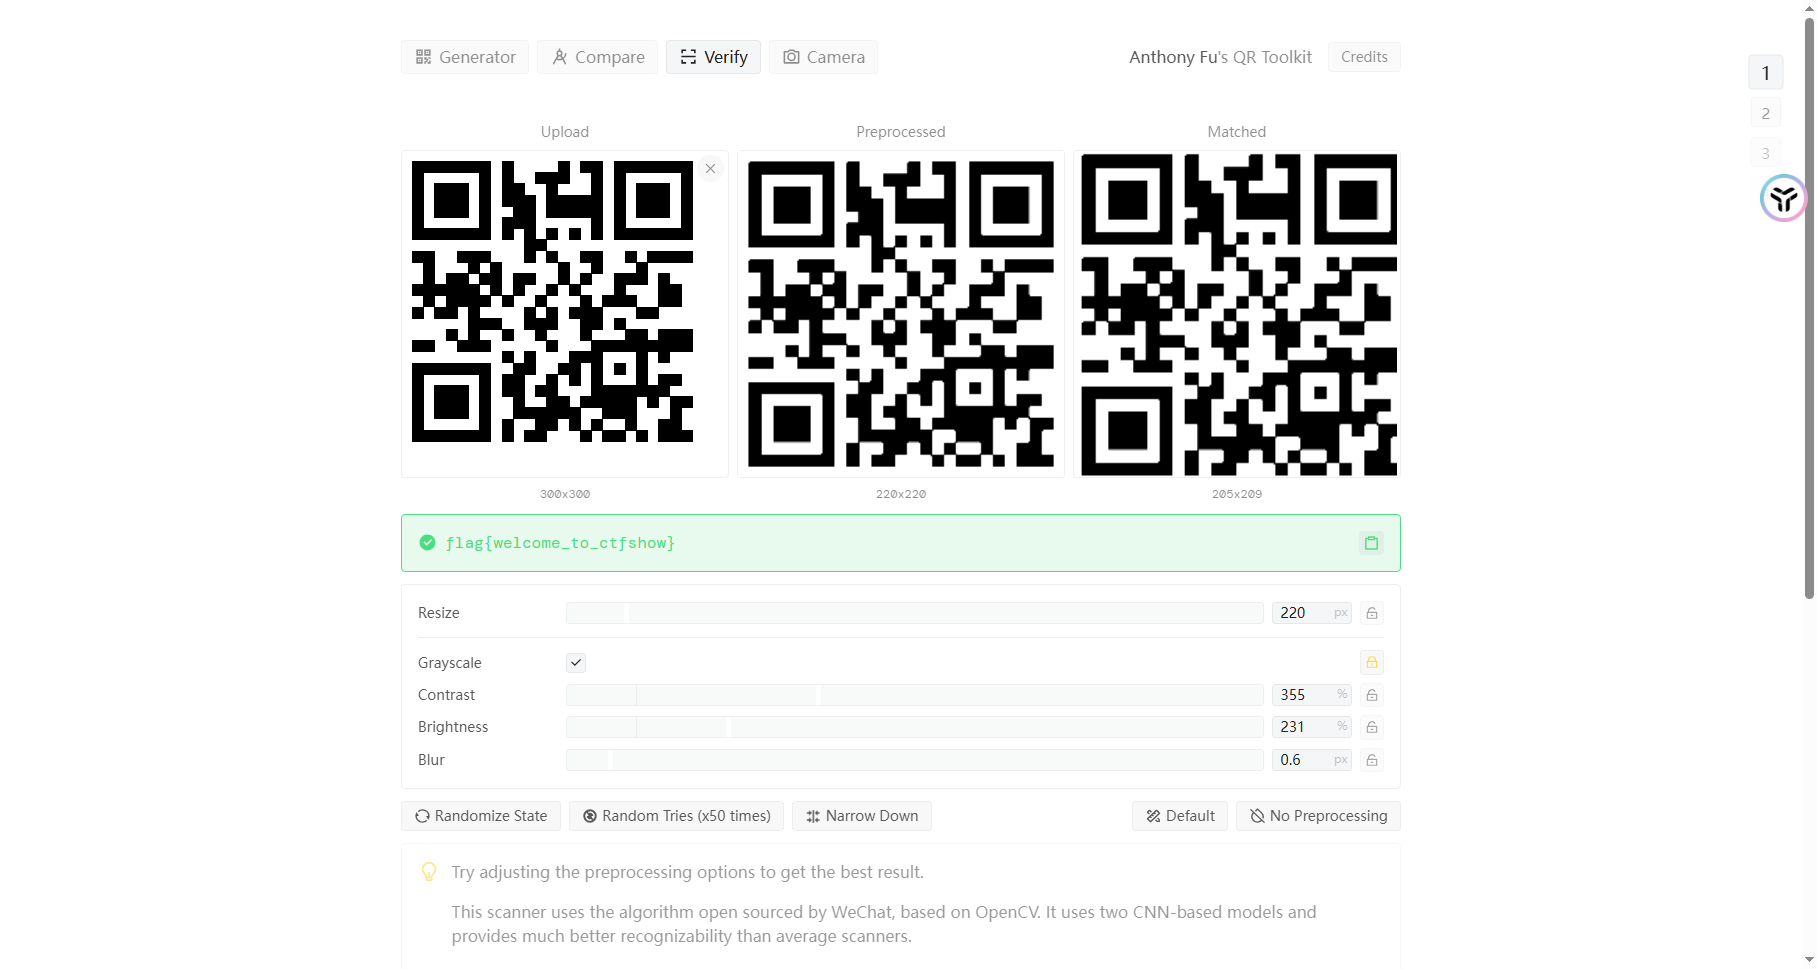 Generator Compare Verify Camera Anthony Fu's QR Toolkit Credits
1
2
3
Upload Preprocessed Matched
300x300 220x220 205x209
flag{welcome_to_ctfshow}
Resize 220 px
Grayscale
Contrast 355 %
Brightness 231 %
Blur 0.6 px
Randomize State Random Tries (x50 times) Narrow Down Default No Preprocessing
Try adjusting the preprocessing options to get the best result.
This scanner uses the algorithm open sourced by WeChat, based on OpenCV. It uses two CNN-based models and
provides much better recognizability than average scanners.